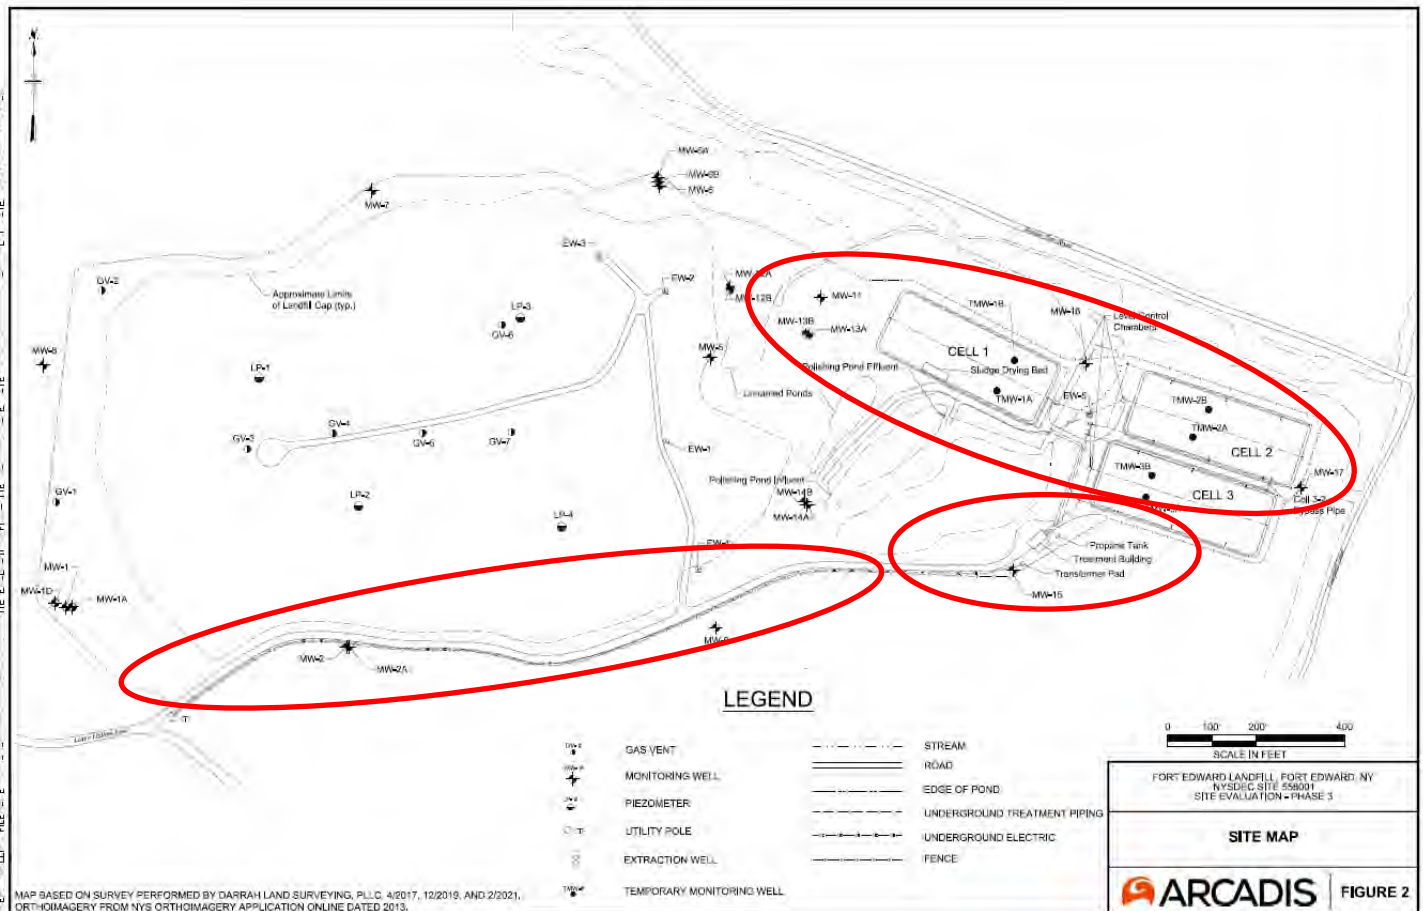 N
MW-6A
MW-6B
MW-6
MW-7
EW-3
EW-2
GV-2
Approximate Limits
of Landfill Cap (typ.)
LP-3
GV-6
MW-12A
MW-12B
MW-11
MW-13B
MW-13A
TMW-1B
MW-16
Level Control
Chambers
MW-8
MW-5
CELL 1
Polishing Pond Effluent
Sludge Drying Bed
LP-1
Unnamed Ponds
TMW-1A
EW-5
TMW-2B
GV-4
GV-3
GV-5
GV-7
TMW-2A
EW-1
CELL 2
TMW-3B
Polishing Pond Influent
MW-17
GV-1
LP-2
MW-14B
MW-14A
CELL 3
Cell 3-2
Bypass Pipe
LP-4
EW-4
Propane Tank
Treatment Building
Transformer Pad
MW-15
MW-1
MW-1D
MW-1A
MW-2
MW-2A
LEGEND
GAS VENT
MONITORING WELL
PIEZOMETER
UTILITY POLE
EXTRACTION WELL
TEMPORARY MONITORING WELL
STREAM
ROAD
EDGE OF POND
UNDERGROUND TREATMENT PIPING
UNDERGROUND ELECTRIC
FENCE
0 100' 200' 400'
SCALE IN FEET
FORT EDWARD LANDFILL, FORT EDWARD, NY
NYSDEC SITE 558001
SITE EVALUATION - PHASE 3
SITE MAP
ARCADIS
FIGURE 2
MAP BASED ON SURVEY PERFORMED BY DARRAH LAND SURVEYING, PLLC. 4/2017, 12/2019, AND 2/2021.
ORTHOIMAGERY FROM NYS ORTHOIMAGERY APPLICATION ONLINE DATED 2013.